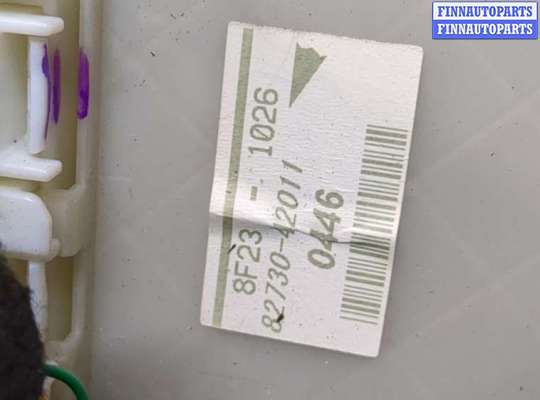 FINNAUTOPARTS
FINNAUTOPARTS
8F23 - 1026
82730-42011
0446